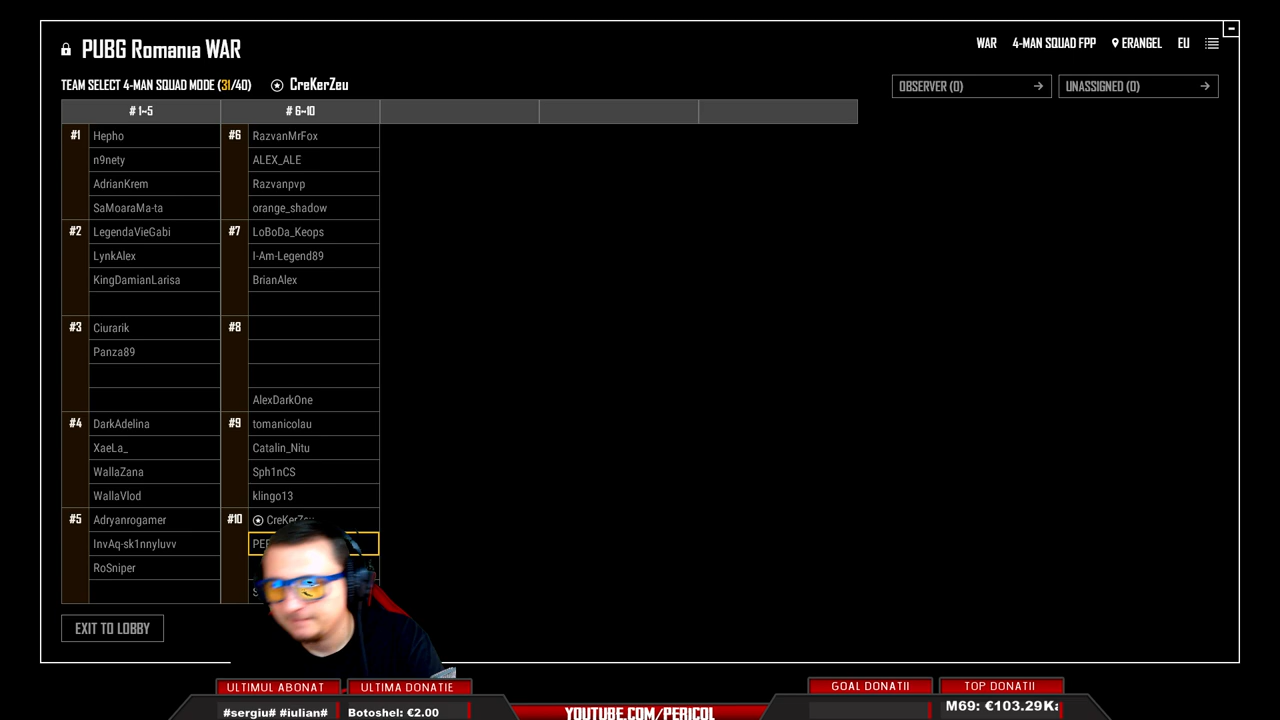 PUBG Romania WAR
WAR 4-MAN SQUAD FPP ERANGEL EU
TEAM SELECT 4-MAN SQUAD MODE (31/40) CreKerZeu
OBSERVER (0)
UNASSIGNED (0)
# 1~5
# 6~10
#1
Hepho
n9nety
AdrianKrem
SaMoaraMa-ta
#2
LegendaVieGabi
LynkAlex
KingDamianLarisa
#3
Ciurarik
Panza89
#4
DarkAdelina
XaeLa_
WallaZana
WallaVlod
#5
Adryanrogamer
InvAq-sk1nnyluvv
RoSniper
#6
RazvanMrFox
ALEX_ALE
Razvanpvp
orange_shadow
#7
LoBoDa_Keops
I-Am-Legend89
BrianAlex
#8
AlexDarkOne
#9
tomanicolau
Catalin_Nitu
Sph1nCS
klingo13
#10
CreKerZeu
EXIT TO LOBBY
ULTIMUL ABONAT
#sergiu# #iulian#
ULTIMA DONATIE
Botoshel: €2.00
YOUTUBE.COM/PERICOL
GOAL DONATII
TOP DONATII
M69: €103.29